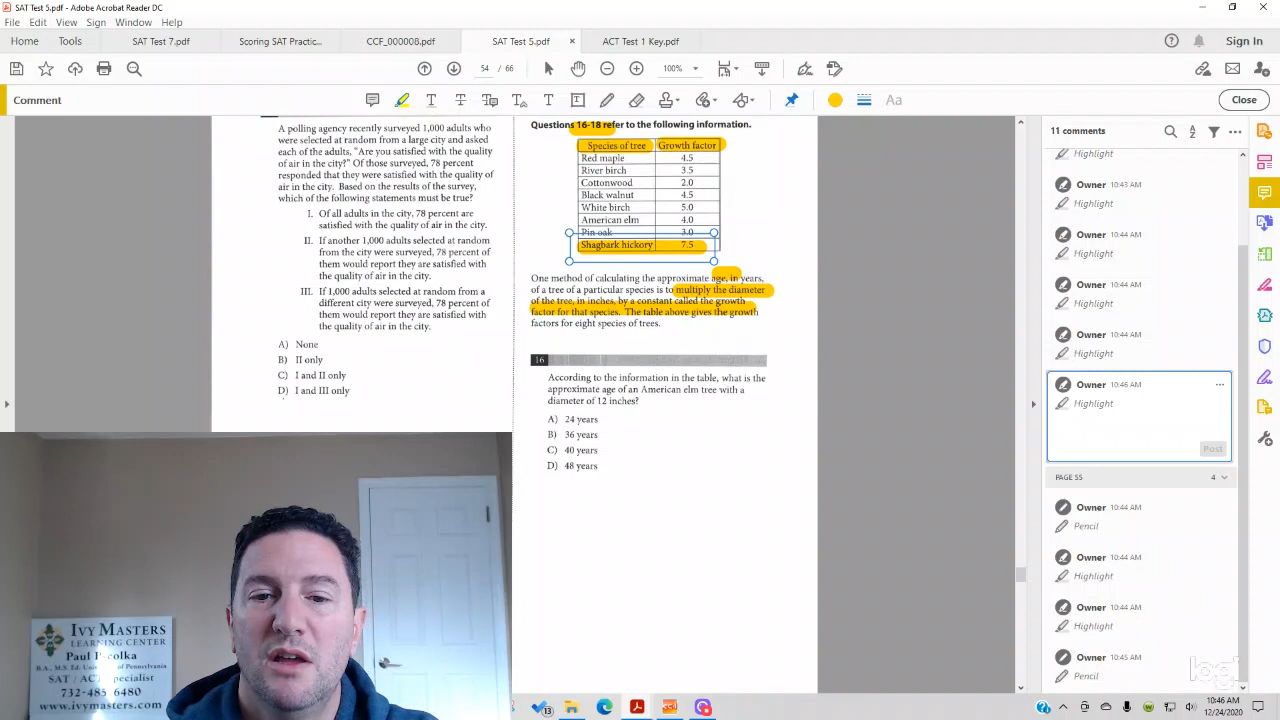 SAT Test 5.pdf - Adobe Acrobat Reader DC
File Edit View Sign Window Help
Home Tools SAT Test 7.pdf Scoring SAT Practic... CCF_000008.pdf SAT Test 5.pdf × ACT Test 1 Key.pdf Sign In
54 / 66 100%
Comment Aa Close
A polling agency recently surveyed 1,000 adults who
were selected at random from a large city and asked
each of the adults, "Are you satisfied with the quality
of air in the city?" Of those surveyed, 78 percent
responded that they were satisfied with the quality of
air in the city. Based on the results of the survey,
which of the following statements must be true?
I. Of all adults in the city, 78 percent are
satisfied with the quality of air in the city.
II. If another 1,000 adults selected at random
from the city were surveyed, 78 percent of
them would report they are satisfied with
the quality of air in the city.
III. If 1,000 adults selected at random from a
different city were surveyed, 78 percent of
them would report they are satisfied with
the quality of air in the city.
A) None
B) II only
C) I and II only
D) I and III only
Questions 16-18 refer to the following information.
Species of tree Growth factor
Red maple 4.5
River birch 3.5
Cottonwood 2.0
Black walnut 4.5
White birch 5.0
American elm 4.0
Pin oak 3.0
Shagbark hickory 7.5
One method of calculating the approximate age, in years,
of a tree of a particular species is to multiply the diameter
of the tree, in inches, by a constant called the growth
factor for that species. The table above gives the growth
factors for eight species of trees.
16
According to the information in the table, what is the
approximate age of an American elm tree with a
diameter of 12 inches?
A) 24 years
B) 36 years
C) 40 years
D) 48 years
11 comments
Highlight
Owner 10:43 AM
Highlight
Owner 10:44 AM
Highlight
Owner 10:44 AM
Highlight
Owner 10:44 AM
Highlight
Owner 10:46 AM
Highlight
Post
PAGE 55 4
Owner 10:44 AM
Pencil
Owner 10:44 AM
Highlight
Owner 10:44 AM
Highlight
Owner 10:45 AM
Pencil
IVY MASTERS
LEARNING CENTER
Paul
B.A., M.S. Ed. of Pennsylvania
SAT / ACT
732-485-6480
www.ivymasters.com
logi
13
10:46 AM
12/24/2020